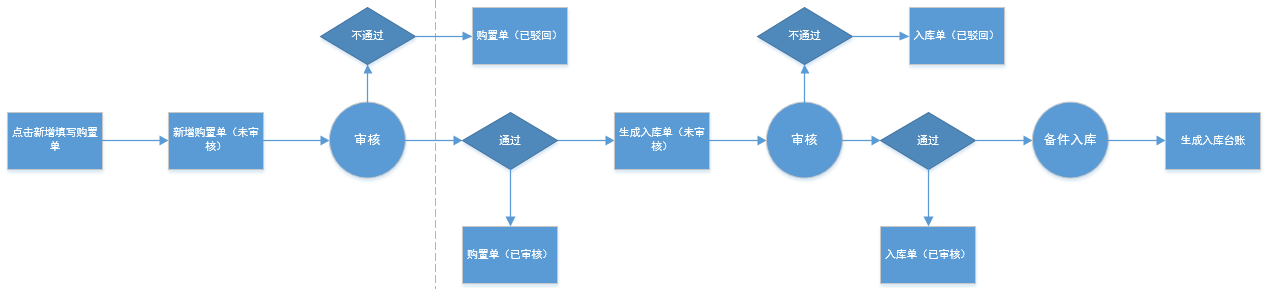 不通过
购置单（已驳回）
不通过
入库单（已驳回）
点击新增填写购置
单
新增购置单（未审
核）
审核
通过
生成入库单（未审
核）
审核
通过
备件入库
生成入库台账
购置单（已审核）
入库单（已审核）